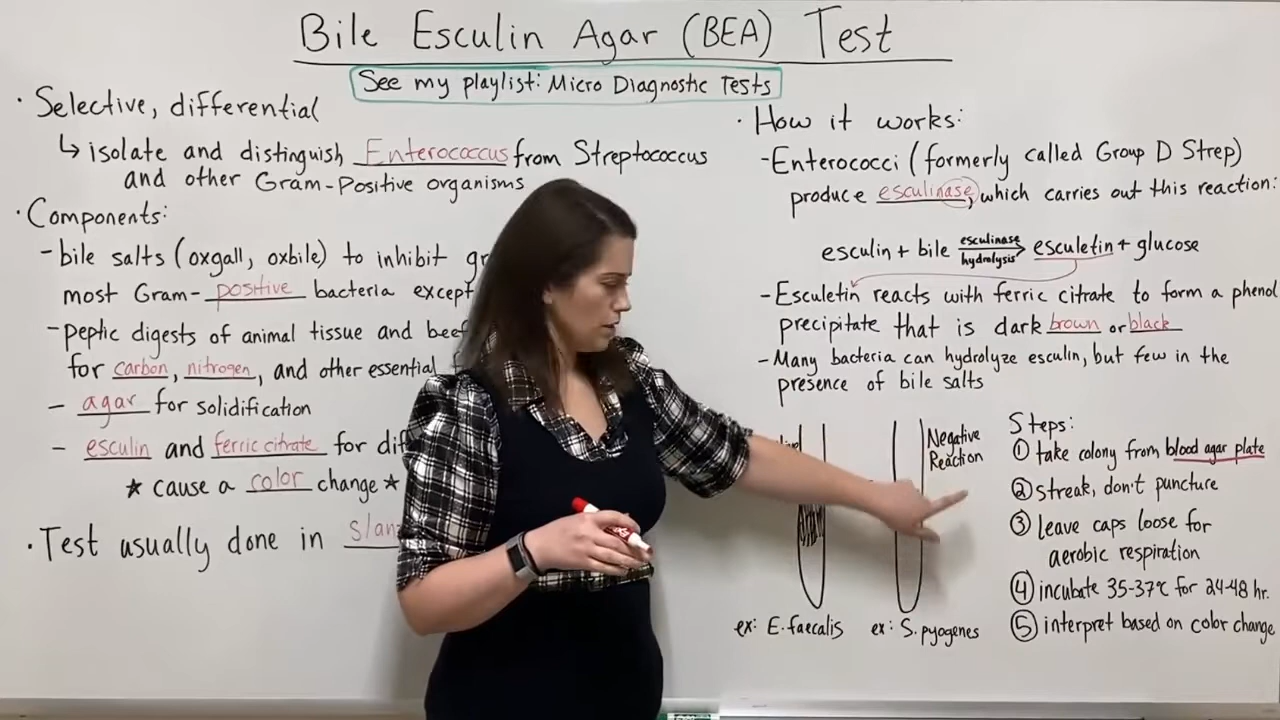 Bile Esculin Agar (BEA) Test
See my playlist: Micro Diagnostic Tests
· Selective, differential
↳ isolate and distinguish Enterococcus from Streptococcus
and other Gram-Positive organisms
· Components:
- bile salts (oxgall, oxbile) to inhibit
most Gram-positive bacteria except
- peptic digests of animal tissue and beef
for carbon, nitrogen, and other essential
- agar for solidification
- esculin and ferric citrate for
* cause a color change *
· Test usually done in
· How it works:
- Enterococci (formerly called Group D Strep)
produce esculinase, which carries out this reaction:
esculinase
esculin + bile → esculetin + glucose
hydrolysis
- Esculetin reacts with ferric citrate to form a phenol
precipitate that is dark brown or black
- Many bacteria can hydrolyze esculin, but few in the
presence of bile salts
Negative
Reaction
ex: E. faecalis
ex: S. pyogenes
Steps:
① take colony from blood agar plate
② streak, don't puncture
③ leave caps loose for
aerobic respiration
④ incubate 35-37°C for 24-48 hr.
⑤ interpret based on color change